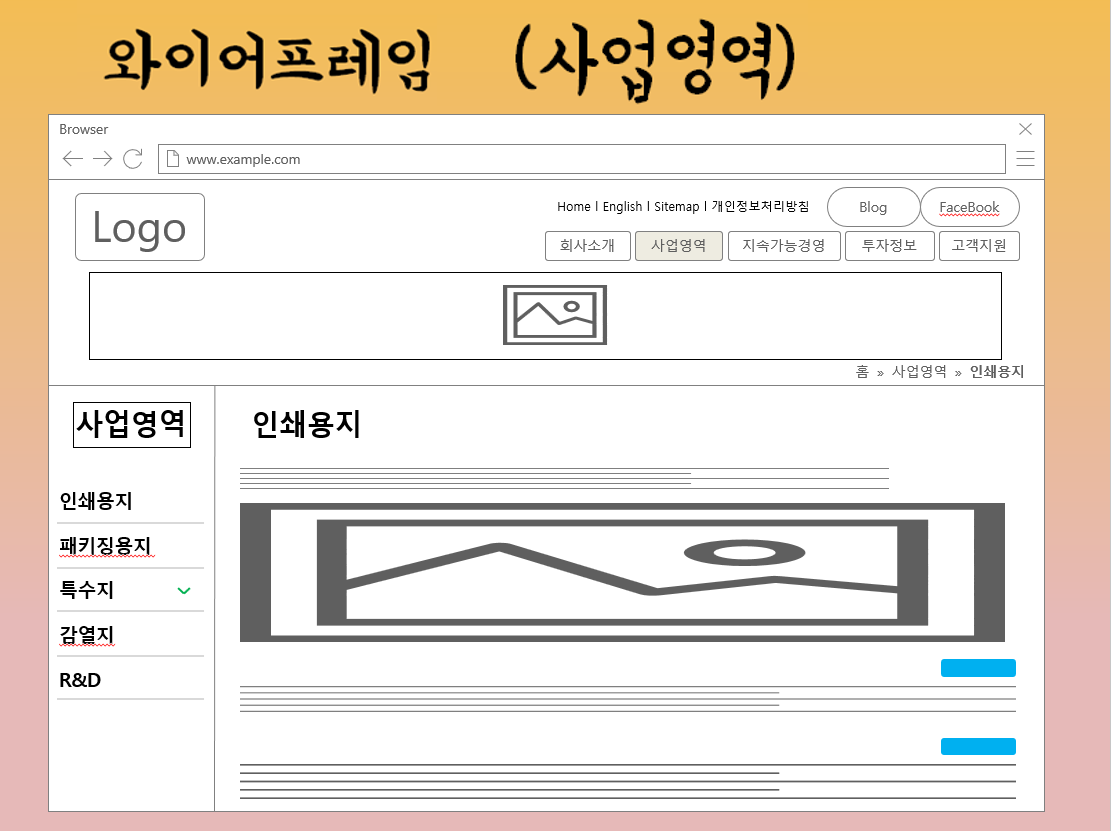 와이어프레임 (사업영역)
Browser
www.example.com
Logo
Home I English I Sitemap I 개인정보처리방침
Blog
FaceBook
회사소개 사업영역 지속가능경영 투자정보 고객지원
홈 » 사업영역 » 인쇄용지
사업영역
인쇄용지
패키징용지
특수지
감열지
R&D
인쇄용지